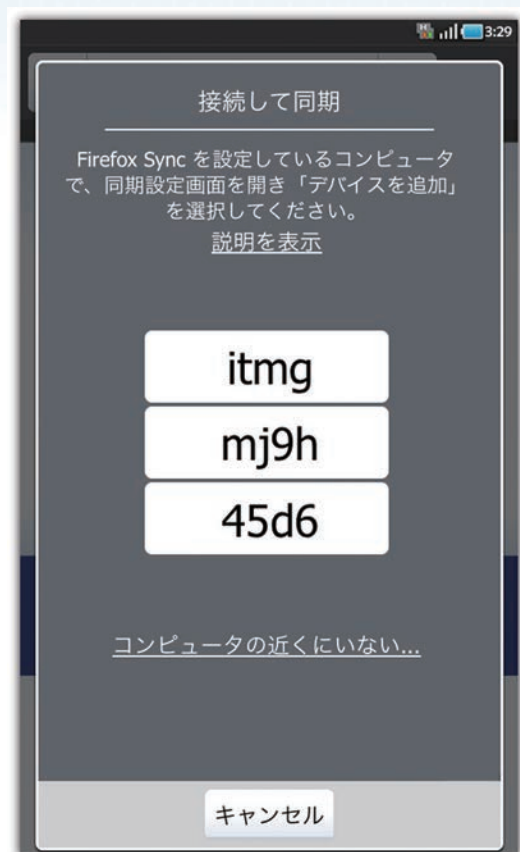 3:29
接続して同期
Firefox Sync を設定しているコンピュータ
で、同期設定画面を開き「デバイスを追加」
を選択してください。
説明を表示
itmg
mj9h
45d6
コンピュータの近くにいない...
キャンセル